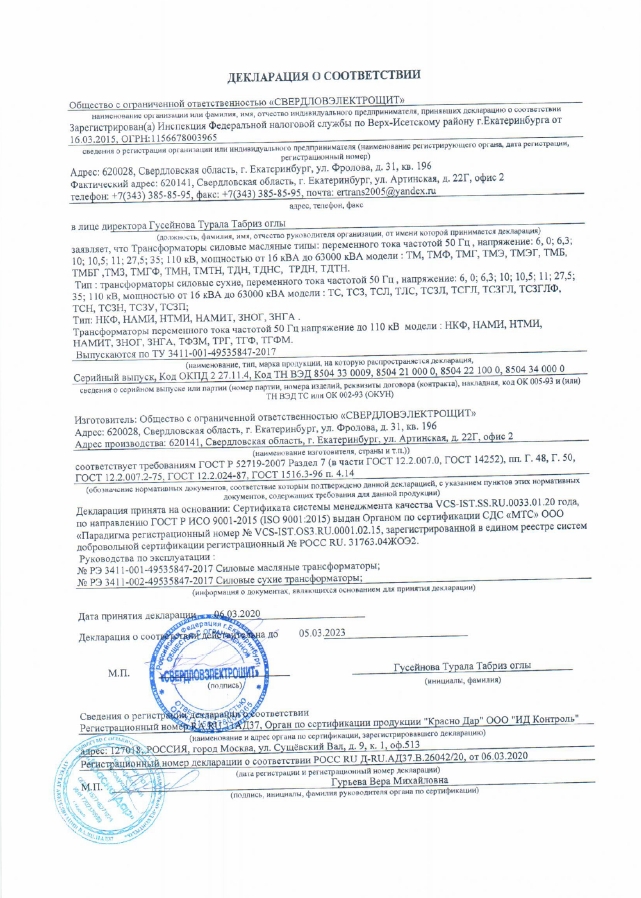 ДЕКЛАРАЦИЯ О СООТВЕТСТВИИ
Общество с ограниченной ответственностью «СВЕРДЛОВЭЛЕКТРОЩИТ»
наименование организации или фамилия, имя, отчество индивидуального предпринимателя, принявших декларацию о соответствии
Зарегистрирован(а) Инспекция Федеральной налоговой службы по Верх-Исетскому району г.Екатеринбурга от
16.03.2015, ОГРН:1156678003965
сведения о регистрации организации или индивидуального предпринимателя (наименование регистрирующего органа, дата регистрации,
регистрационный номер)
Адрес: 620028, Свердловская область, г. Екатеринбург, ул. Фролова, д. 31, кв. 196
Фактический адрес: 620141, Свердловская область, г. Екатеринбург, ул. Артинская, д. 22Г, офис 2
телефон: +7(343) 385-85-95, факс: +7(343) 385-85-95, почта: ertrans2005@yandex.ru
адрес, телефон, факс
в лице директора Гусейнова Турала Табриз оглы
(должность, фамилия, имя, отчество руководителя организации, от имени которой принимается декларация)
заявляет, что Трансформаторы силовые масляные типы: переменного тока частотой 50 Гц , напряжение: 6, 0; 6,3;
10; 10,5; 11; 27,5; 35; 110 кВ, мощностью от 16 кВА до 63000 кВА модели : ТМ, ТМФ, ТМГ, ТМЭ, ТМЭГ, ТМБ,
ТМБГ ,ТМЗ, ТМГФ, ТМН, ТМТН, ТДН, ТДНС, ТРДН, ТДТН.
Тип : трансформаторы силовые сухие, переменного тока частотой 50 Гц , напряжение: 6, 0; 6,3; 10; 10,5; 11; 27,5;
35; 110 кВ, мощностью от 16 кВА до 63000 кВА модели : ТС, ТСЗ, ТСЛ, ТЛС, ТСЗЛ, ТСГЛ, ТСЗГЛ, ТСЗГЛФ,
ТСН, ТСЗН, ТСЗУ, ТСЗП;
Тип: НКФ, НАМИ, НТМИ, НАМИТ, ЗНОГ, ЗНГА .
Трансформаторы переменного тока частотой 50 Гц напряжение до 110 кВ модели : НКФ, НАМИ, НТМИ,
НАМИТ, ЗНОГ, ЗНГА, ТФЗМ, ТРГ, ТГФ, ТГФМ.
Выпускаются по ТУ 3411-001-49535847-2017
(наименование, тип, марка продукции, на которую распространяется декларация,
Серийный выпуск, Код ОКПД 2 27.11.4, Код ТН ВЭД 8504 33 0009, 8504 21 000 0, 8504 22 100 0, 8504 34 000 0
сведения о серийном выпуске или партии (номер партии, номера изделий, реквизиты договора (контракта), накладная, код ОК 005-93 и (или)
ТН ВЭД ТС или ОК 002-93 (ОКУН)
Изготовитель: Общество с ограниченной ответственностью «СВЕРДЛОВЭЛЕКТРОЩИТ»
Адрес: 620028, Свердловская область, г. Екатеринбург, ул. Фролова, д. 31, кв. 196
Адрес производства: 620141, Свердловская область, г. Екатеринбург, ул. Артинская, д. 22Г, офис 2
(наименование изготовителя, страны и т.п.))
соответствует требованиям ГОСТ Р 52719-2007 Раздел 7 (в части ГОСТ 12.2.007.0, ГОСТ 14252), пп. Г. 48, Г. 50,
ГОСТ 12.2.007.2-75, ГОСТ 12.2.024-87, ГОСТ 1516.3-96 п. 4.14
(обозначение нормативных документов, соответствие которым подтверждено данной декларацией, с указанием пунктов этих нормативных
документов, содержащих требования для данной продукции)
Декларация принята на основании: Сертификата системы менеджмента качества VCS-IST.SS.RU.0033.01.20 года,
по направлению ГОСТ Р ИСО 9001-2015 (ISO 9001:2015) выдан Органом по сертификации СДС «МТС» ООО
«Парадигма регистрационный номер № VCS-IST.OS3.RU.0001.02.15, зарегистрированной в едином реестре систем
добровольной сертификации регистрационный № РОСС RU. 31763.04ЖОЭ2.
Руководства по эксплуатации :
№ РЭ 3411-001-49535847-2017 Силовые масляные трансформаторы;
№ РЭ 3411-002-49535847-2017 Силовые сухие трансформаторы;
(информация о документах, являющихся основанием для принятия декларации)
Дата принятия декларации 06.03.2020
Декларация о соответствии действительна до 05.03.2023
М.П. «СВЕРДЛОВЭЛЕКТРОЩИТ» Гусейнова Турала Табриз оглы
(подпись) (инициалы, фамилия)
Сведения о регистрации декларации о соответствии
Регистрационный номер RA.RU.11АД37, Орган по сертификации продукции "Красно Дар" ООО "ИД Контроль"
(наименование и адрес органа по сертификации, зарегистрировавшего декларацию)
адрес: 127018, РОССИЯ, город Москва, ул. Сущёвский Вал, д. 9, к. 1, оф.513
Регистрационный номер декларации о соответствии РОСС RU Д-RU.АД37.В.26042/20, от 06.03.2020
(дата регистрации и регистрационный номер декларации)
М.П. Гурьева Вера Михайловна
(подпись, инициалы, фамилия руководителя органа по сертификации)